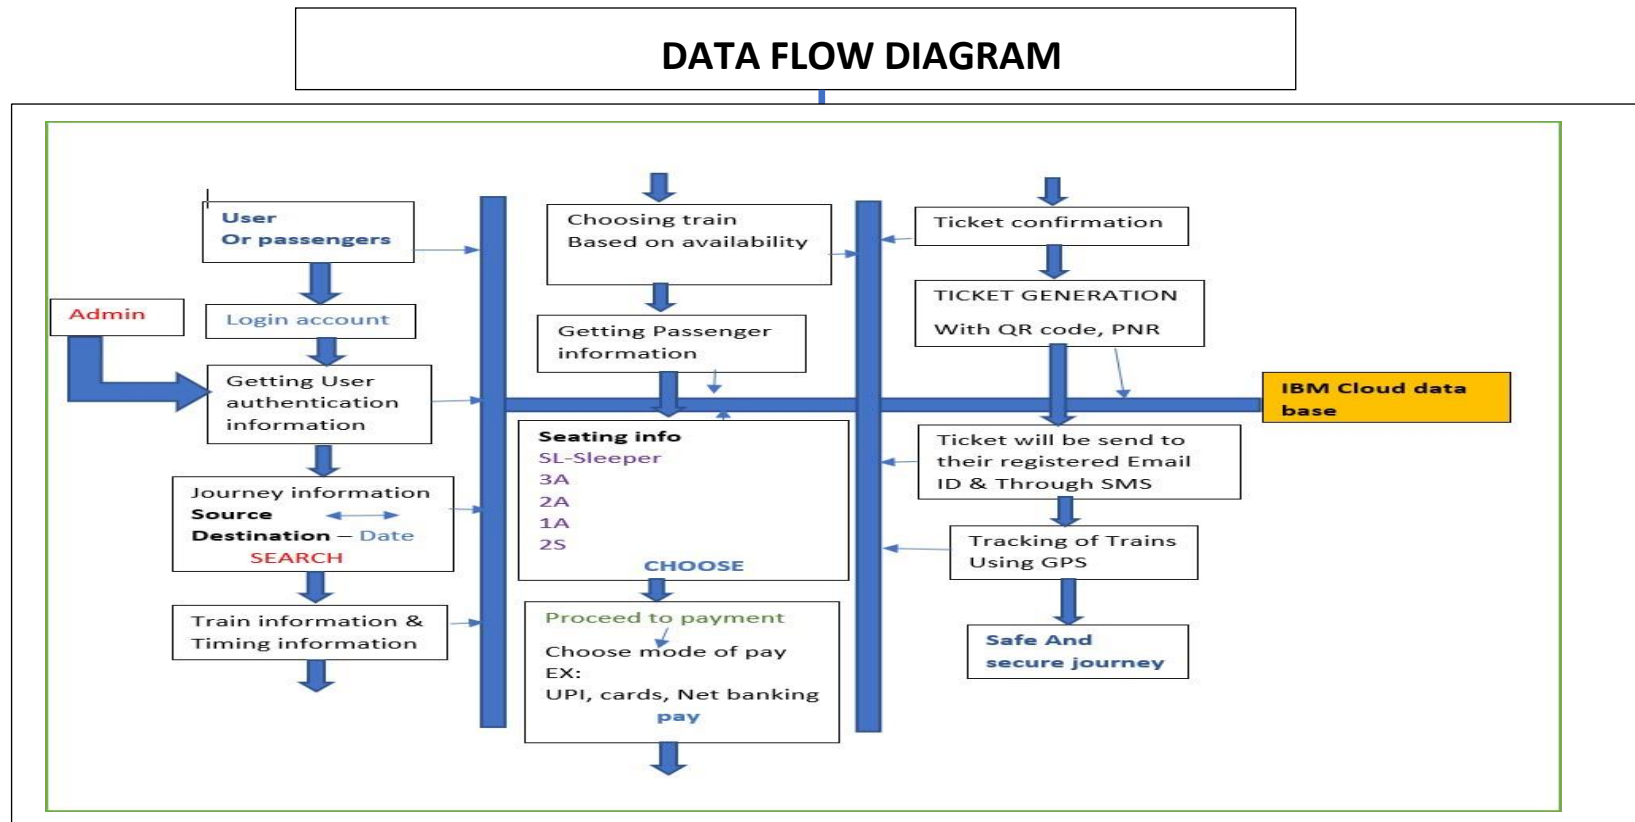 DATA FLOW DIAGRAM
User
Or passengers
Admin
Login account
Getting User
authentication
information
Journey information
Source
Destination – Date
SEARCH
Train information &
Timing information
Choosing train
Based on availability
Getting Passenger
information
Seating info
SL-Sleeper
3A
2A
1A
2S
CHOOSE
Proceed to payment
Choose mode of pay
EX:
UPI, cards, Net banking
pay
Ticket confirmation
TICKET GENERATION
With QR code, PNR
IBM Cloud data
base
Ticket will be send to
their registered Email
ID & Through SMS
Tracking of Trains
Using GPS
Safe And
secure journey